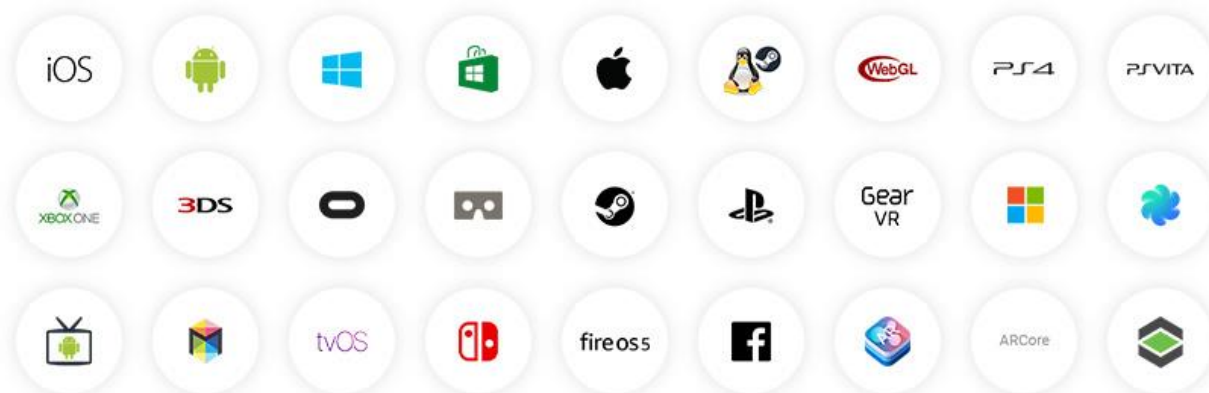 iOS
WebGL
PS4
PSVITA
XBOX ONE
3DS
Gear
VR
tvOS
fireos5
ARCore